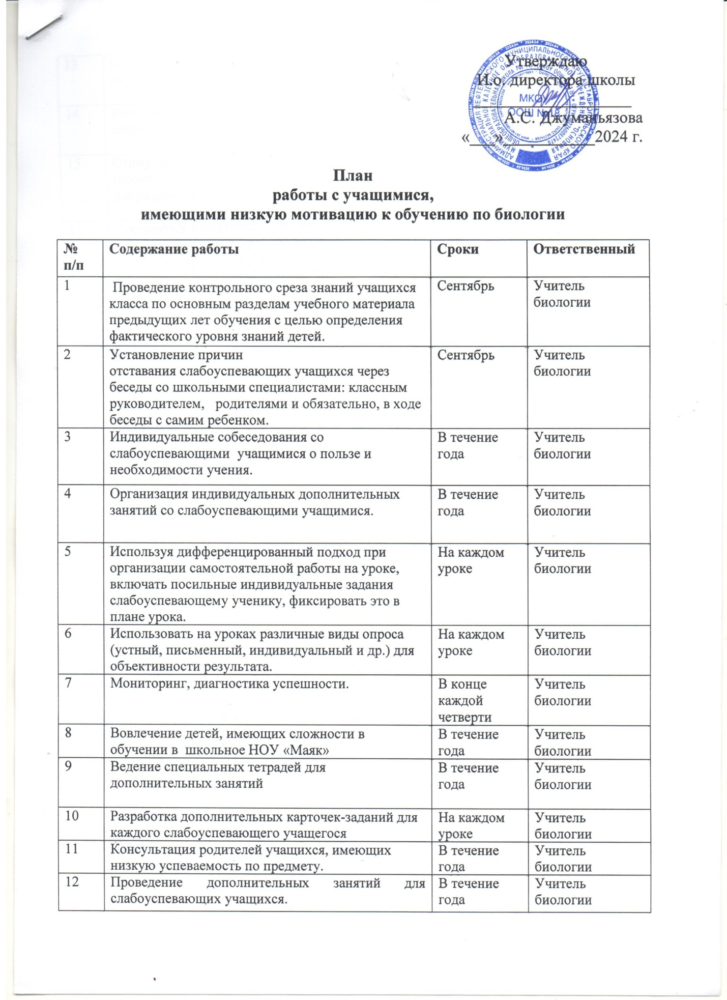 Утверждаю
И.о. директора школы
МКОУ
ООШ №18
А.С. Джуманьязова
«___»___________2024 г.
План
работы с учащимися,
имеющими низкую мотивацию к обучению по биологии
№ Содержание работы Сроки Ответственный
п/п
1 Проведение контрольного среза знаний учащихся Сентябрь Учитель
класса по основным разделам учебного материала биологии
предыдущих лет обучения с целью определения
фактического уровня знаний детей.
2 Установление причин Сентябрь Учитель
отставания слабоуспевающих учащихся через биологии
беседы со школьными специалистами: классным
руководителем, родителями и обязательно, в ходе
беседы с самим ребенком.
3 Индивидуальные собеседования со В течение Учитель
слабоуспевающими учащимися о пользе и года биологии
необходимости учения.
4 Организация индивидуальных дополнительных В течение Учитель
занятий со слабоуспевающими учащимися. года биологии
5 Используя дифференцированный подход при На каждом Учитель
организации самостоятельной работы на уроке, уроке биологии
включать посильные индивидуальные задания
слабоуспевающему ученику, фиксировать это в
плане урока.
6 Использовать на уроках различные виды опроса На каждом Учитель
(устный, письменный, индивидуальный и др.) для уроке биологии
объективности результата.
7 Мониторинг, диагностика успешности. В конце Учитель
каждой биологии
четверти
8 Вовлечение детей, имеющих сложности в В течение Учитель
обучении в школьное НОУ «Маяк» года биологии
9 Ведение специальных тетрадей для В течение Учитель
дополнительных занятий года биологии
10 Разработка дополнительных карточек-заданий для На каждом Учитель
каждого слабоуспевающего учащегося уроке биологии
11 Консультация родителей учащихся, имеющих В течение Учитель
низкую успеваемость по предмету. года биологии
12 Проведение дополнительных занятий для В течение Учитель
слабоуспевающих учащихся. года биологии